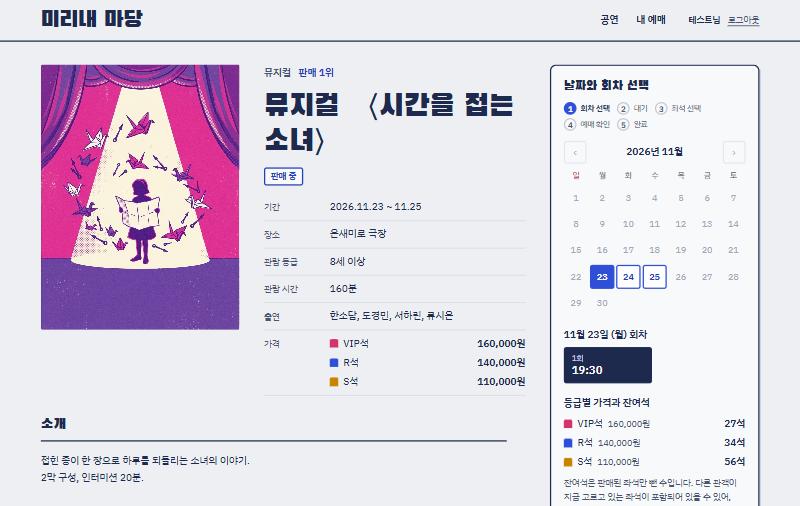 미리내 마당
공연 내 예매 테스트님 로그아웃
뮤지컬 판매 1위
뮤지컬 〈시간을 접는
소녀〉
판매 중
기간 2026.11.23 ~ 11.25
장소 온새미로 극장
관람 등급 8세 이상
관람 시간 160분
출연 한소담, 도경민, 서하린, 류시온
가격 VIP석 160,000원
R석 140,000원
S석 110,000원
소개
접힌 종이 한 장으로 하루를 되돌리는 소녀의 이야기.
2막 구성, 인터미션 20분.
날짜와 회차 선택
1 회차 선택 2 대기 3 좌석 선택
4 예매 확인 5 완료
‹ 2026년 11월 ›
일 월 화 수 목 금 토
1 2 3 4 5 6 7
8 9 10 11 12 13 14
15 16 17 18 19 20 21
22 23 24 25 26 27 28
29 30
11월 23일 (월) 회차
1회
19:30
등급별 가격과 잔여석
VIP석 160,000원 27석
R석 140,000원 34석
S석 110,000원 56석
잔여석은 판매된 좌석만 뺀 수입니다. 다른 관객이
지금 고르고 있는 좌석이 포함되어 있을 수 있어,